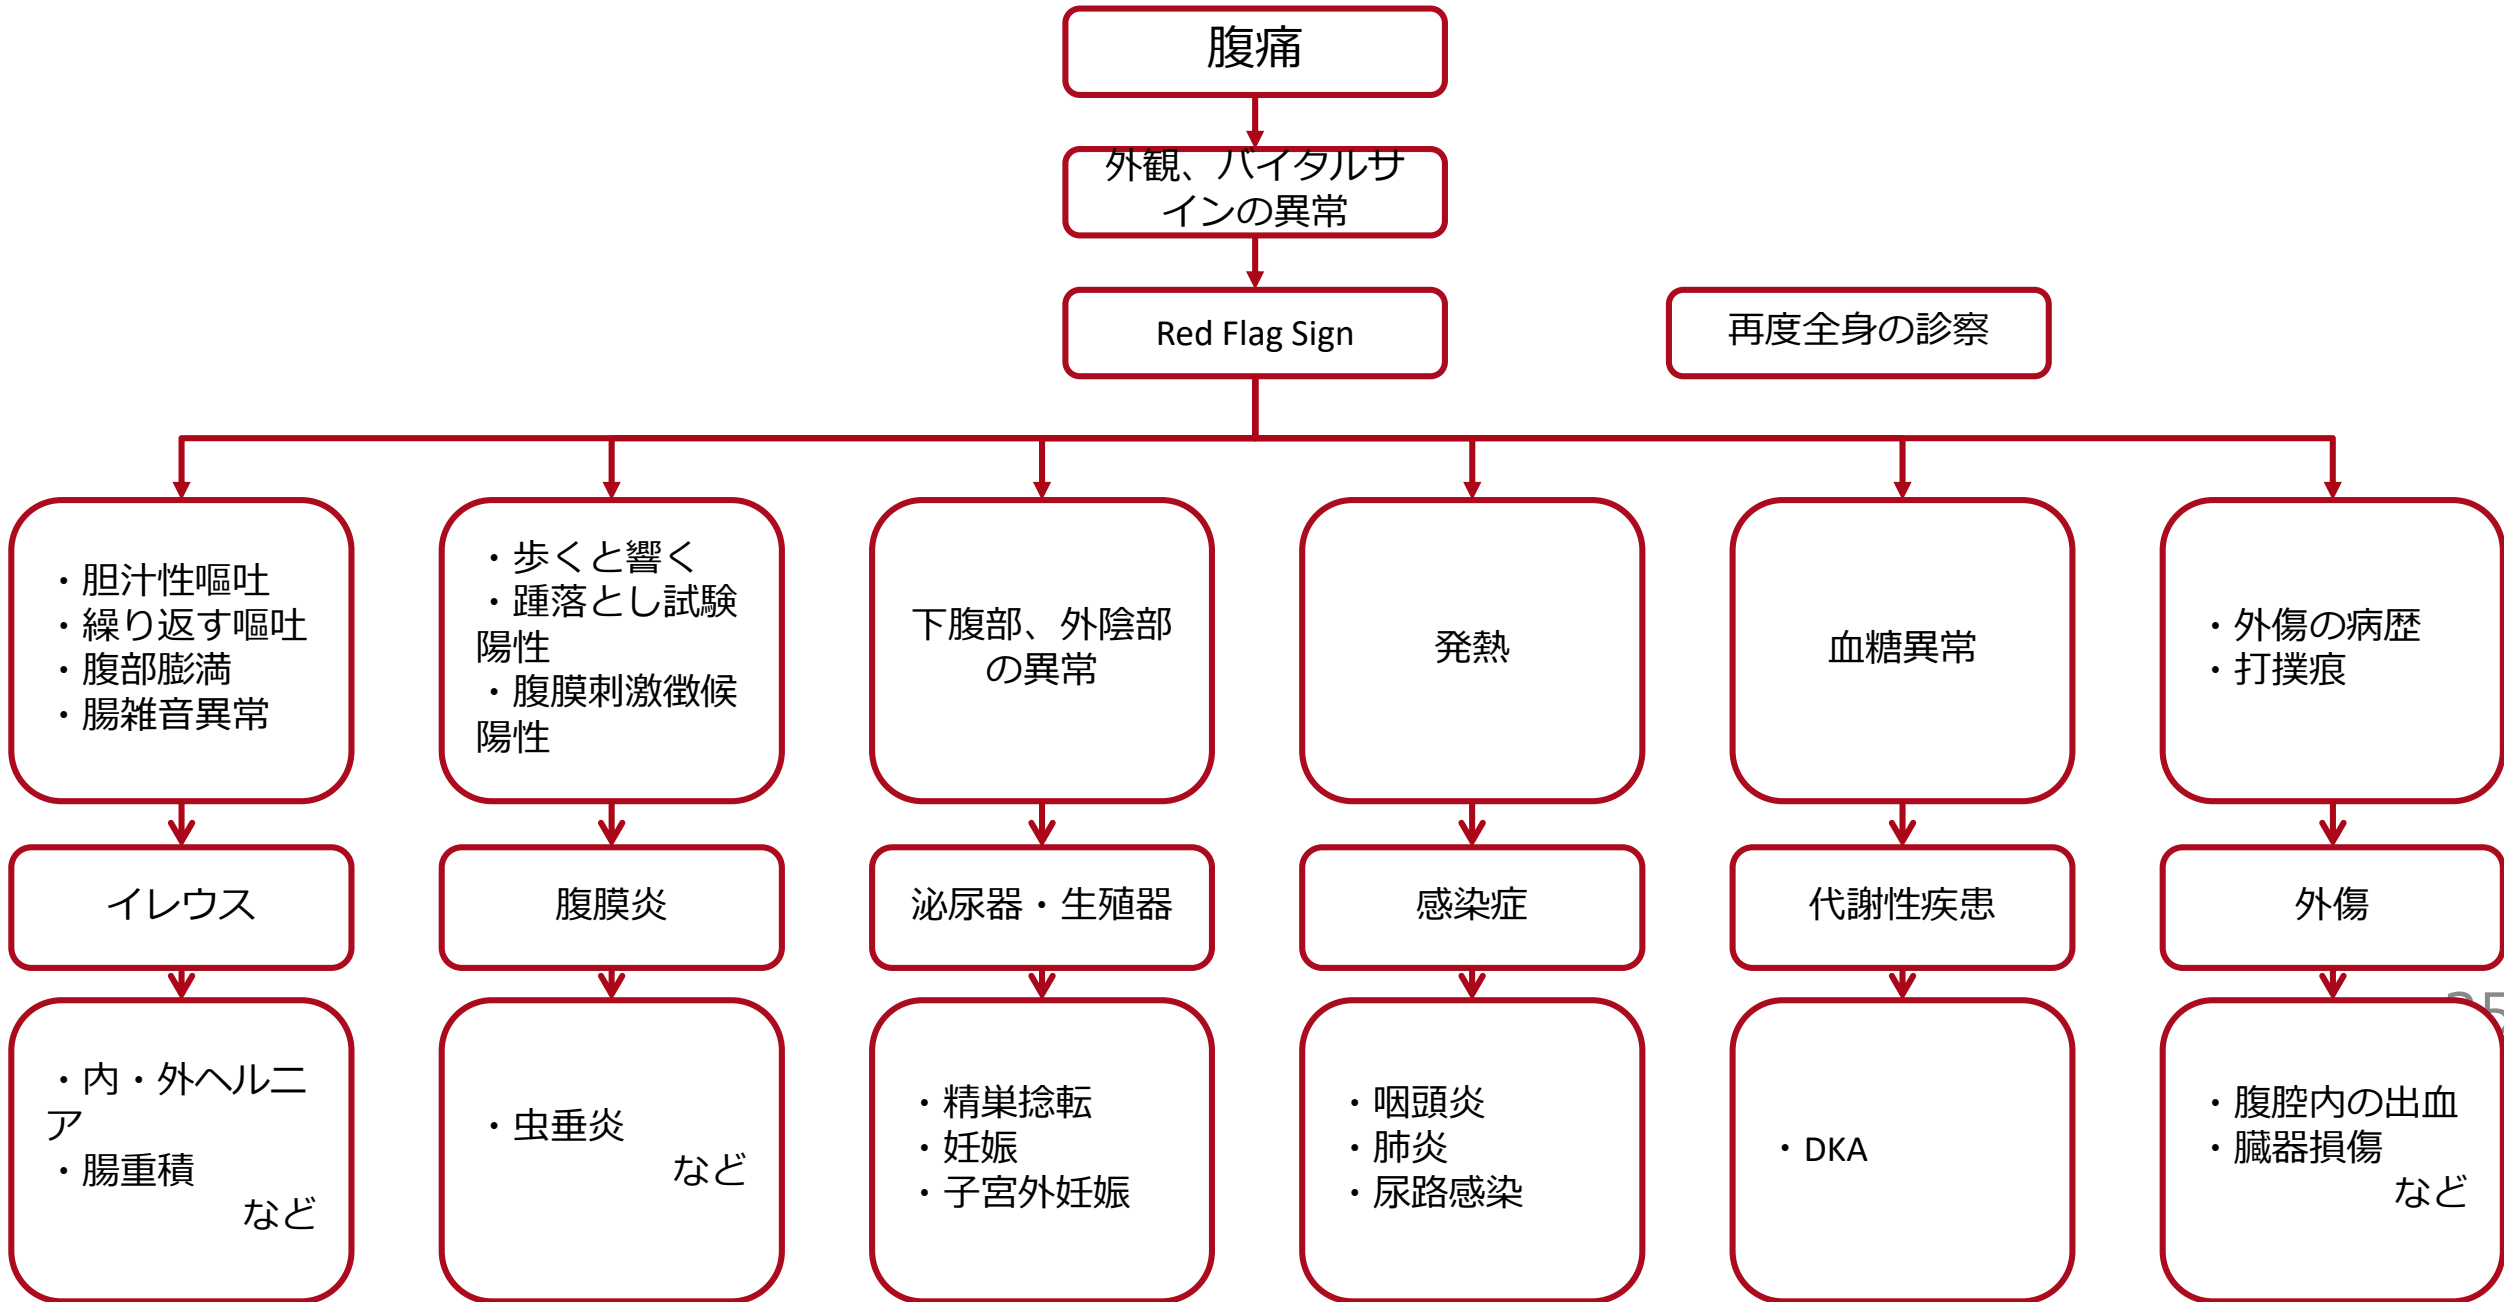 腹痛
外観、バイタルサ
インの異常
Red Flag Sign
再度全身の診察
・胆汁性嘔吐
・繰り返す嘔吐
・腹部膨満
・腸雑音異常
・歩くと響く
・踵落とし試験
陽性
・腹膜刺激徴候
陽性
下腹部、外陰部
の異常
発熱
血糖異常
・外傷の病歴
・打撲痕
イレウス
腹膜炎
泌尿器・生殖器
感染症
代謝性疾患
外傷
・内・外ヘルニ
ア
・腸重積
など
・虫垂炎
など
・精巣捻転
・妊娠
・子宮外妊娠
・咽頭炎
・肺炎
・尿路感染
・DKA
・腹腔内の出血
・臓器損傷
など